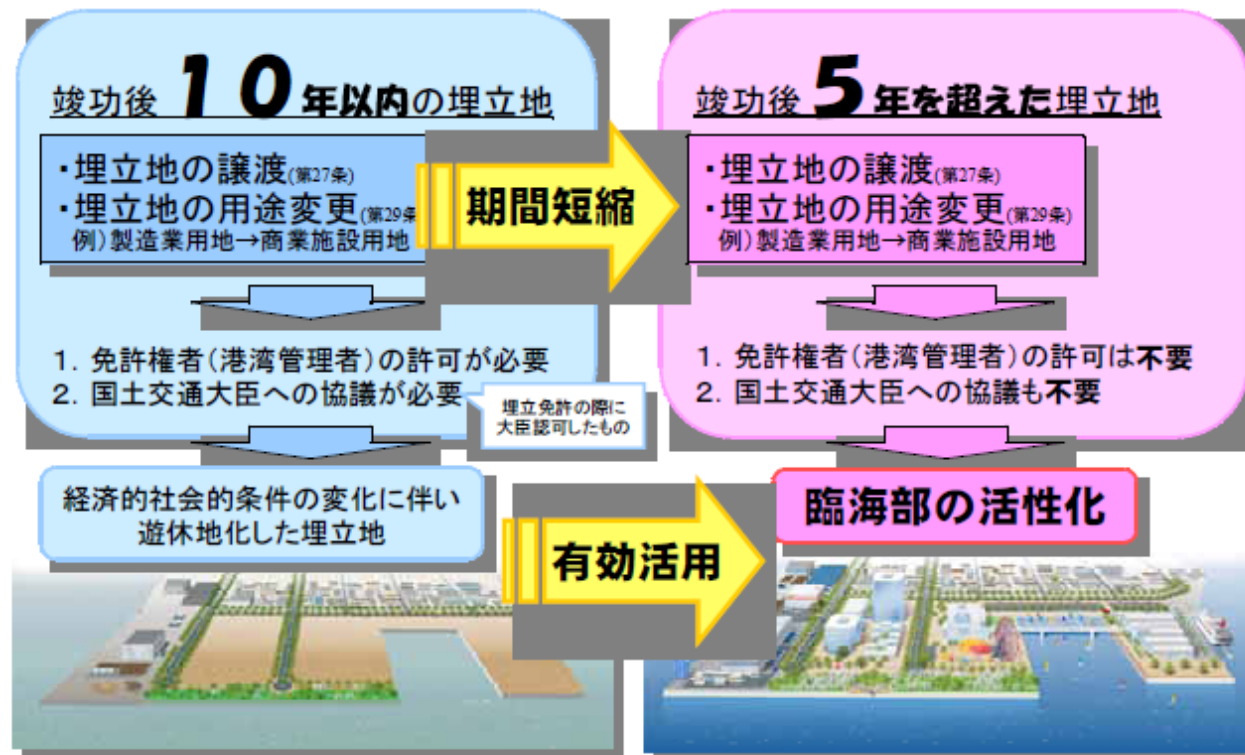 竣功後10年以内の埋立地
・埋立地の譲渡(第27条)
・埋立地の用途変更(第29条
例）製造業用地→商業施設用地
1. 免許権者（港湾管理者）の許可が必要
2. 国土交通大臣への協議が必要
埋立免許の際に
大臣認可したもの
経済的社会的条件の変化に伴い
遊休地化した埋立地
期間短縮
有効活用
竣功後5年を超えた埋立地
・埋立地の譲渡(第27条)
・埋立地の用途変更(第29条)
例）製造業用地→商業施設用地
1. 免許権者（港湾管理者）の許可は不要
2. 国土交通大臣への協議も不要
臨海部の活性化